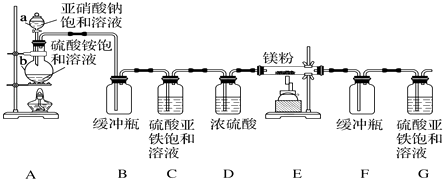 亚硝酸钠
饱和溶液
a
硫酸铵饱
和溶液
b
镁粉
缓冲瓶
硫酸亚
铁饱和
溶液
浓硫酸
缓冲瓶
硫酸亚
铁饱和
溶液
A B C D E F G